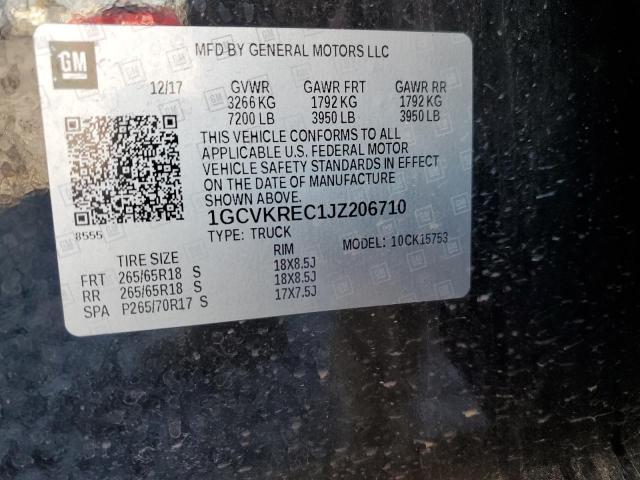 GM
MFD BY GENERAL MOTORS LLC
12/17 GVWR GAWR FRT GAWR RR
3266 KG 1792 KG 1792 KG
7200 LB 3950 LB 3950 LB
THIS VEHICLE CONFORMS TO ALL
APPLICABLE U.S. FEDERAL MOTOR
VEHICLE SAFETY STANDARDS IN EFFECT
ON THE DATE OF MANUFACTURE
SHOWN ABOVE.
8555 1GCVKREC1JZ206710
TYPE: TRUCK MODEL: 10CK15753
TIRE SIZE RIM
FRT 265/65R18 S 18X8.5J
RR 265/65R18 S 18X8.5J
SPA P265/70R17 S 17X7.5J